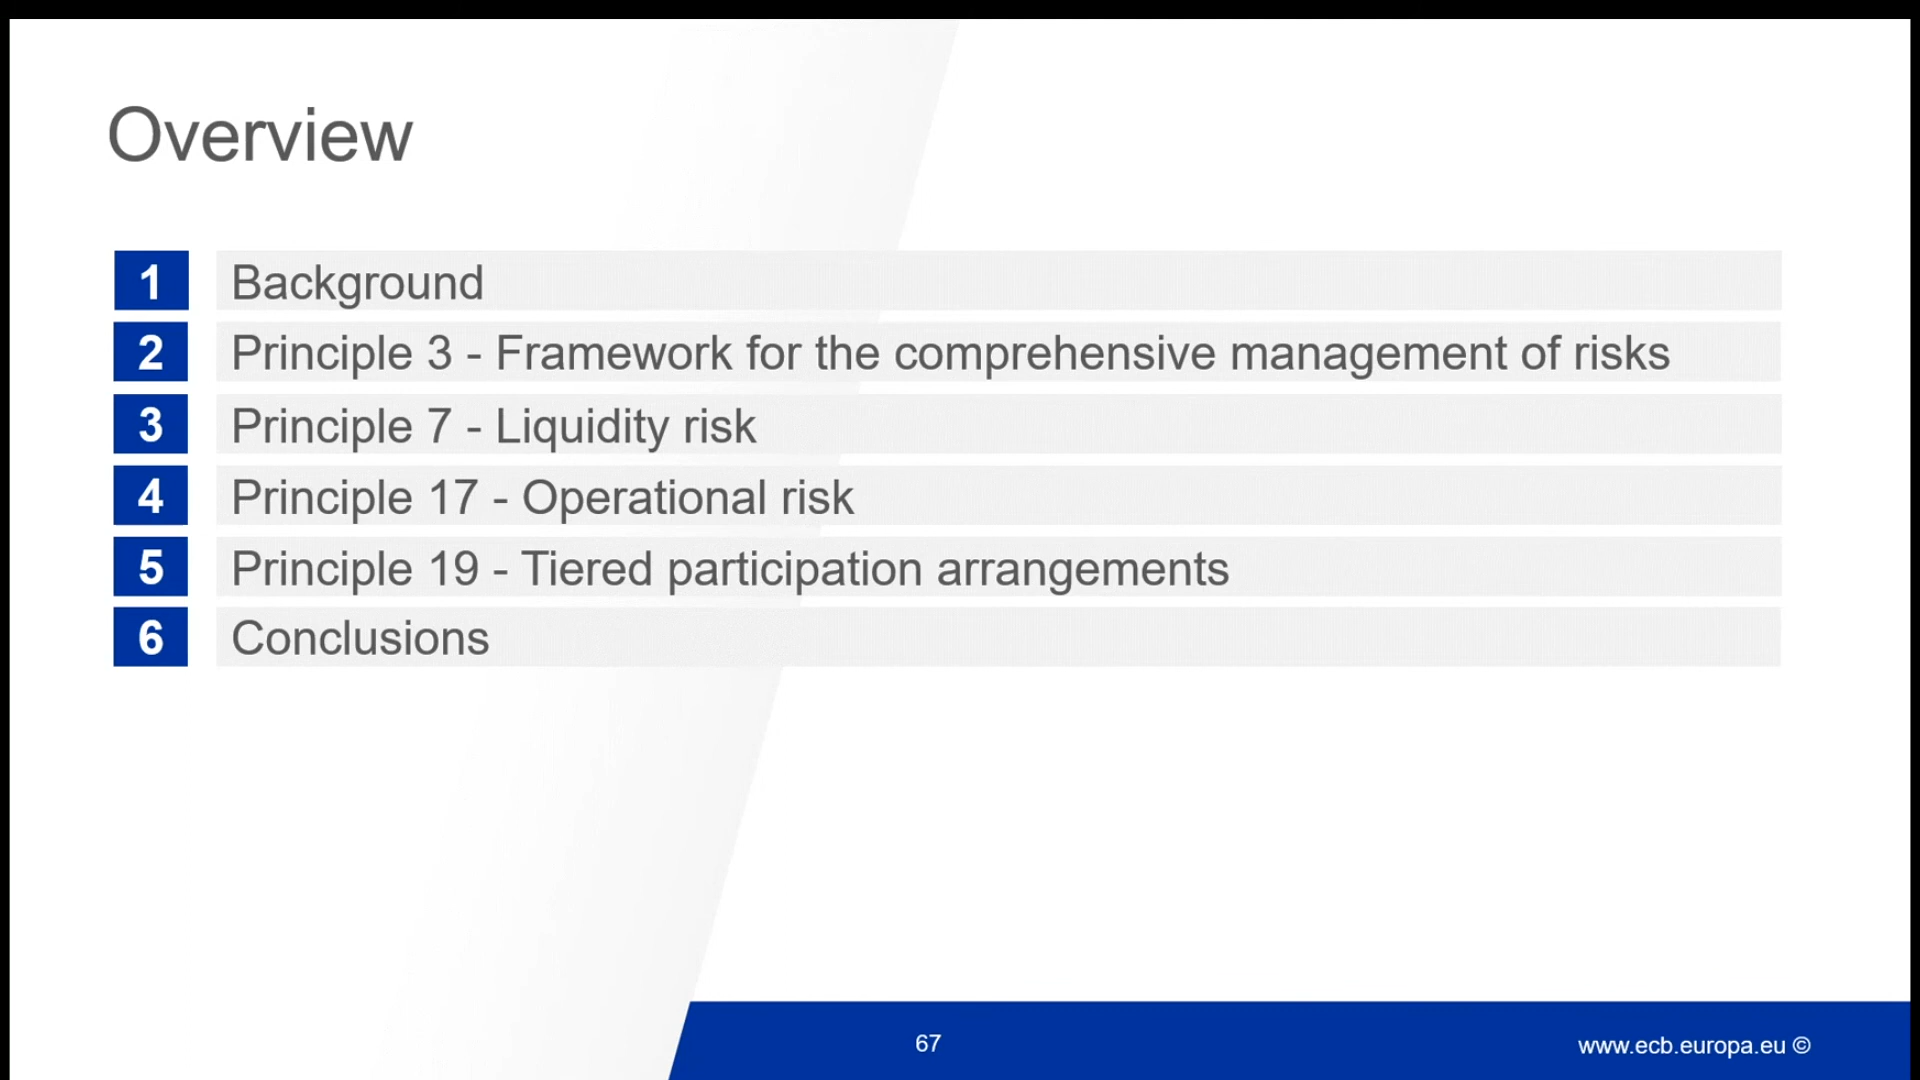 Overview
1 Background
2 Principle 3 - Framework for the comprehensive management of risks
3 Principle 7 - Liquidity risk
4 Principle 17 - Operational risk
5 Principle 19 - Tiered participation arrangements
6 Conclusions
67 www.ecb.europa.eu ©